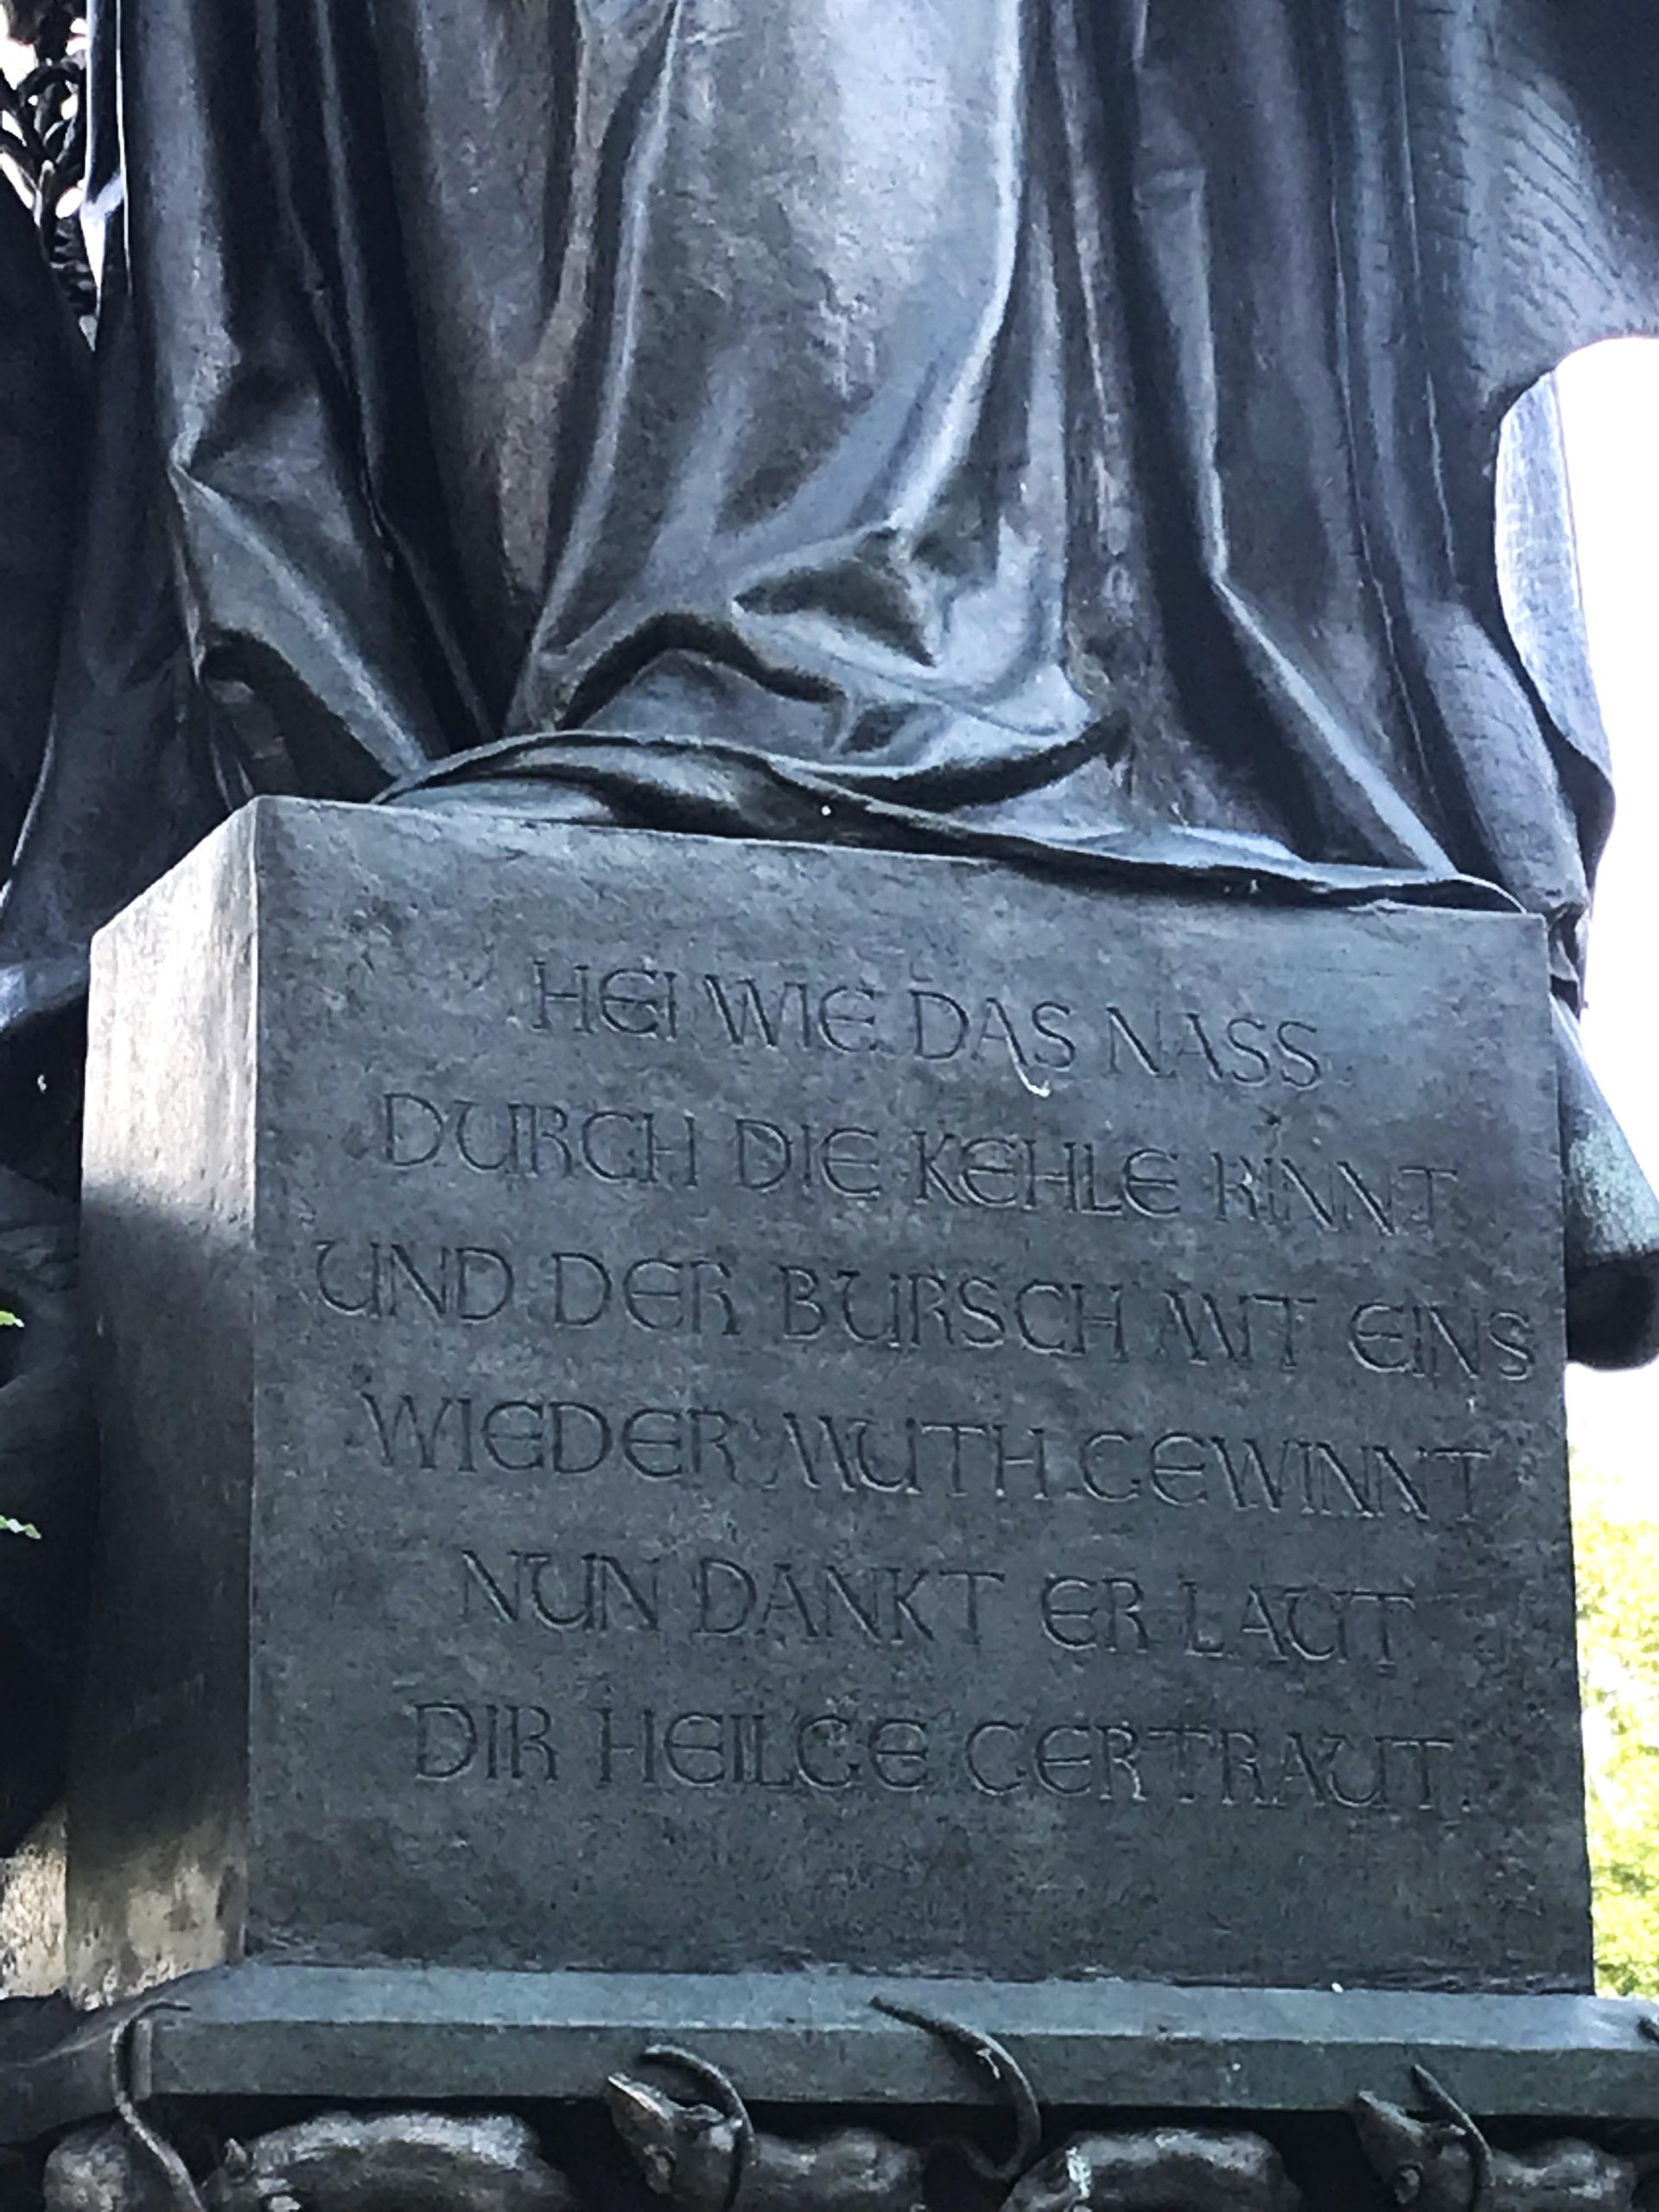 HEI WIE DAS NASS
DURCH DIE KEHLE RINNT
UND DER BURSCH MIT EINS
WIEDER MUTH GEWINNT
NUN DANKT ER LAUT
DIR HEILGE GERTRAUT.